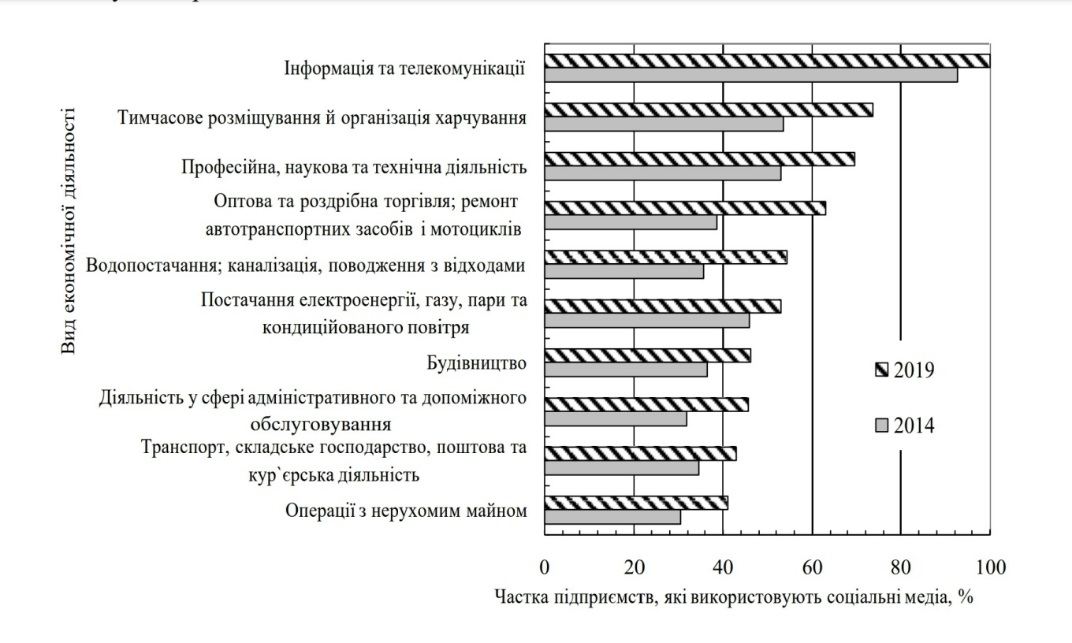 Інформація та телекомунікації
Тимчасове розміщування й організація харчування
Професійна, наукова та технічна діяльність
Оптова та роздрібна торгівля; ремонт
автотранспортних засобів і мотоциклів
Водопостачання; каналізація, поводження з відходами
Постачання електроенергії, газу, пари та
кондиційованого повітря
Будівництво
Діяльність у сфері адміністративного та допоміжного
обслуговування
Транспорт, складське господарство, поштова та
кур`єрська діяльність
Операції з нерухомим майном
Вид економічної діяльності
2019
2014
0 20 40 60 80 100
Частка підприємств, які використовують соціальні медіа, %